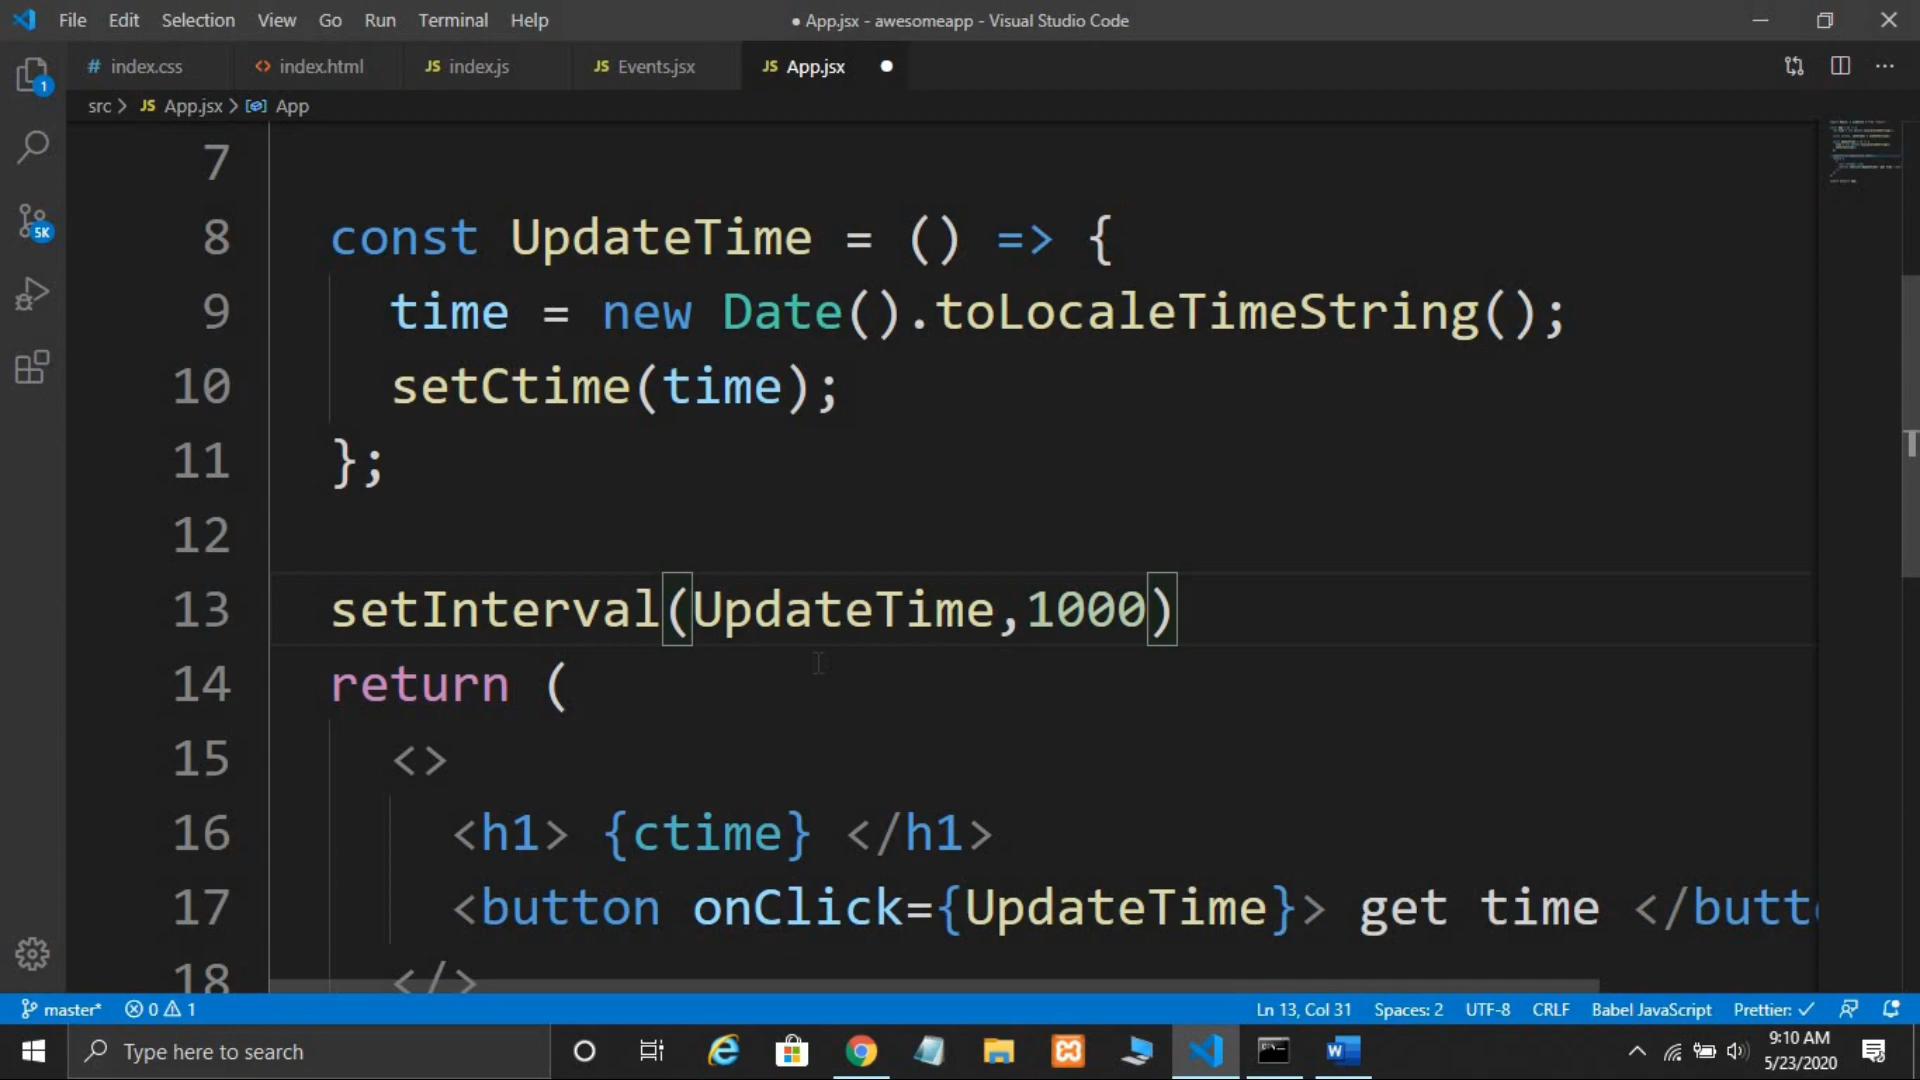 File Edit Selection View Go Run Terminal Help ● App.jsx - awesomeapp - Visual Studio Code
# index.css <> index.html JS index.js JS Events.jsx JS App.jsx ●
src > JS App.jsx > App
1
5K
7
8 const UpdateTime = () => {
9 time = new Date().toLocaleTimeString();
10 setCtime(time);
11 };
12
13 setInterval(UpdateTime,1000)
14 return (
15 <>
16 <h1> {ctime} </h1>
17 <button onClick={UpdateTime}> get time </butto
18 </>
master* 0 1 Ln 13, Col 31 Spaces: 2 UTF-8 CRLF Babel JavaScript Prettier: ✓
Type here to search 9:10 AM
5/23/2020